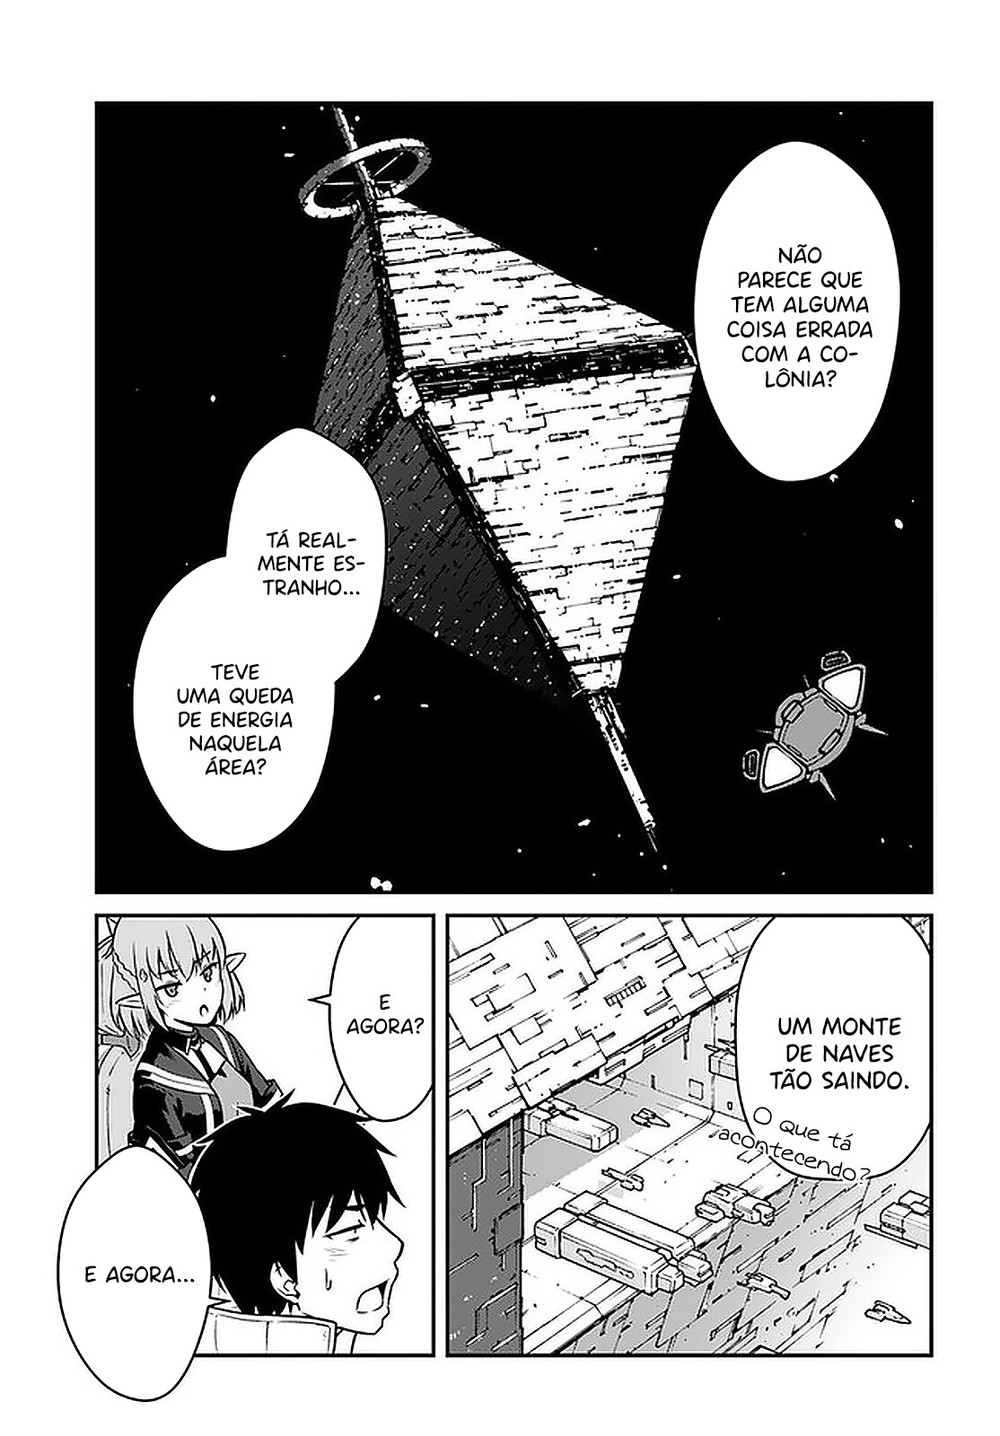 NÃO
PARECE QUE
TEM ALGUMA
COISA ERRADA
COM A CO-
LÔNIA?
TÁ REAL-
MENTE ES-
TRANHO...
TEVE
UMA QUEDA
DE ENERGIA
NAQUELA
ÁREA?
UM MONTE
DE NAVES
TÃO SAINDO.
O que tá
acontecendo?
E
AGORA?
E AGORA...